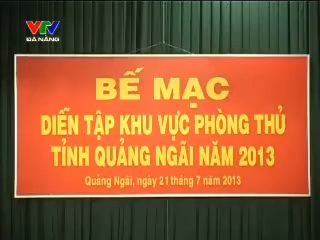 VTV
ĐÀ NẴNG
BẾ MẠC
DIỄN TẬP KHU VỰC PHÒNG THỦ
TỈNH QUẢNG NGÃI NĂM 2013
Quảng Ngãi, ngày 21 tháng 7 năm 2013